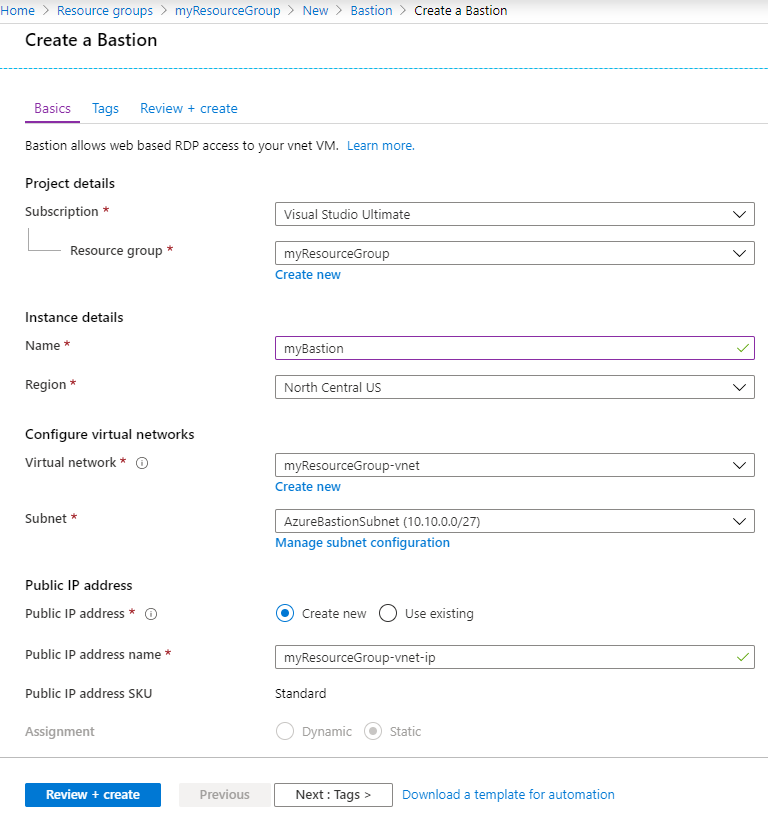 Home > Resource groups > myResourceGroup > New > Bastion > Create a Bastion
Create a Bastion
Basics Tags Review + create
Bastion allows web based RDP access to your vnet VM. Learn more.
Project details
Subscription * Visual Studio Ultimate
Resource group * myResourceGroup
Create new
Instance details
Name * myBastion
Region * North Central US
Configure virtual networks
Virtual network * myResourceGroup-vnet
Create new
Subnet * AzureBastionSubnet (10.10.0.0/27)
Manage subnet configuration
Public IP address
Public IP address * Create new Use existing
Public IP address name * myResourceGroup-vnet-ip
Public IP address SKU Standard
Assignment Dynamic Static
Review + create Previous Next : Tags > Download a template for automation